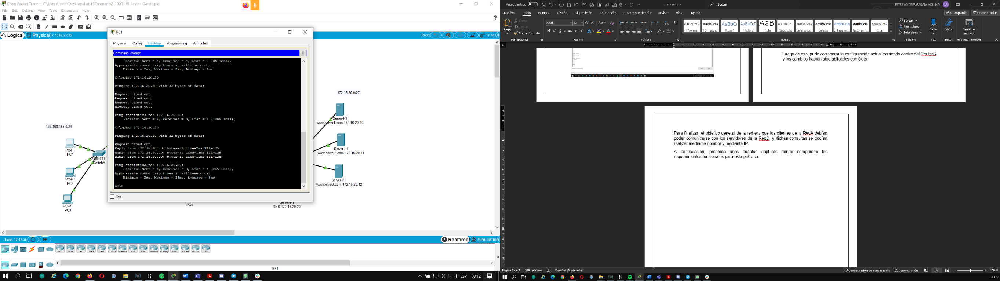 Cisco Packet Tracer - C:\Users\leste\Desktop\Lab13Escenario2_1003115_Lester_Garcia.pkt
File Edit Options View Tools Extensions Help
Logical
Physical
x: 1036, y: 635
[Root]
17:44:00
PC1
Physical Config Desktop Programming Attributes
Command Prompt
X
Packets: Sent = 4, Received = 4, Lost = 0 (0% loss),
Approximate round trip times in milli-seconds:
Minimum = 2ms, Maximum = 2ms, Average = 2ms
C:\>ping 172.16.20.20
Pinging 172.16.20.20 with 32 bytes of data:
Request timed out.
Request timed out.
Request timed out.
Request timed out.
Ping statistics for 172.16.20.20:
Packets: Sent = 4, Received = 0, Lost = 4 (100% loss),
C:\>ping 172.16.20.20
Pinging 172.16.20.20 with 32 bytes of data:
Request timed out.
Reply from 172.16.20.20: bytes=32 time=2ms TTL=125
Reply from 172.16.20.20: bytes=32 time=13ms TTL=125
Reply from 172.16.20.20: bytes=32 time=10ms TTL=125
Ping statistics for 172.16.20.20:
Packets: Sent = 4, Received = 3, Lost = 1 (25% loss),
Approximate round trip times in milli-seconds:
Minimum = 2ms, Maximum = 13ms, Average = 8ms
C:\>
Top
192.168.155.0/24
PC-PT
PC1
2960-24TT
SwitchA
PC-PT
PC2
PC-PT
PC3
PC4
172.16.20.0/27
Server-PT
www.server1.com 172.16.20.10
Server-PT
www.server2.com 172.16.20.11
Server-PT
www.server3.com 172.16.20.12
Server-PT
DNS 172.16.20.20
Time: 17:47:35
Realtime
Simulation
4331 4321 1941 2901 2911 819IOX 819HGW 829 1240 PT-Router PT-Empty 1841 2620XM 2621XM 2811
1841
ESP 03:12
Autoguardado
Laborat...
Buscar
LESTER ANDRES GARCIA AQUINO
LA
Archivo Inicio Insertar Diseño Disposición Referencias Correspondencia Revisar Vista Ayuda
Compartir
Comentarios
Pegar
Cortar
Copiar
Copiar formato
Portapapeles
Arial
12
N K S
Fuente
Párrafo
AaBbCcDc ¶ Normal
AaBbCcDc ¶ Sin espa...
AaBbC Título 1
AaBbCcE Título 2
AaB Título
AaBbCcD Subtítulo
AaBbCcDc Énfasis sutil
AaBbCcDc Énfasis
AaBbCcDc Énfasis int...
AaBbCcDc Texto en n...
AaBbCcDc Cita
Estilos
Buscar
Reemplazar
Seleccionar
Edición
Dictar
Voz
Editor
Editor
Reutilizar archivos
Reutilizar archivos
Luego de eso, pude corroborar la configuración actual corriendo dentro del RouterB
y los cambios habían sido aplicados con éxito.
Para finalizar, el objetivo general de la red era que los clientes de la RedA debían
poder comunicarse con los servidores de la RedC, y dichas consultas se podían
realizar mediante nombre y mediante IP.
A continuación, presento unas cuantas capturas donde compruebo los
requerimientos funcionales para esta práctica.
Página 7 de 7 599 palabras Español (Guatemala)
Configuración de visualización
Concentración
100 %
03:12